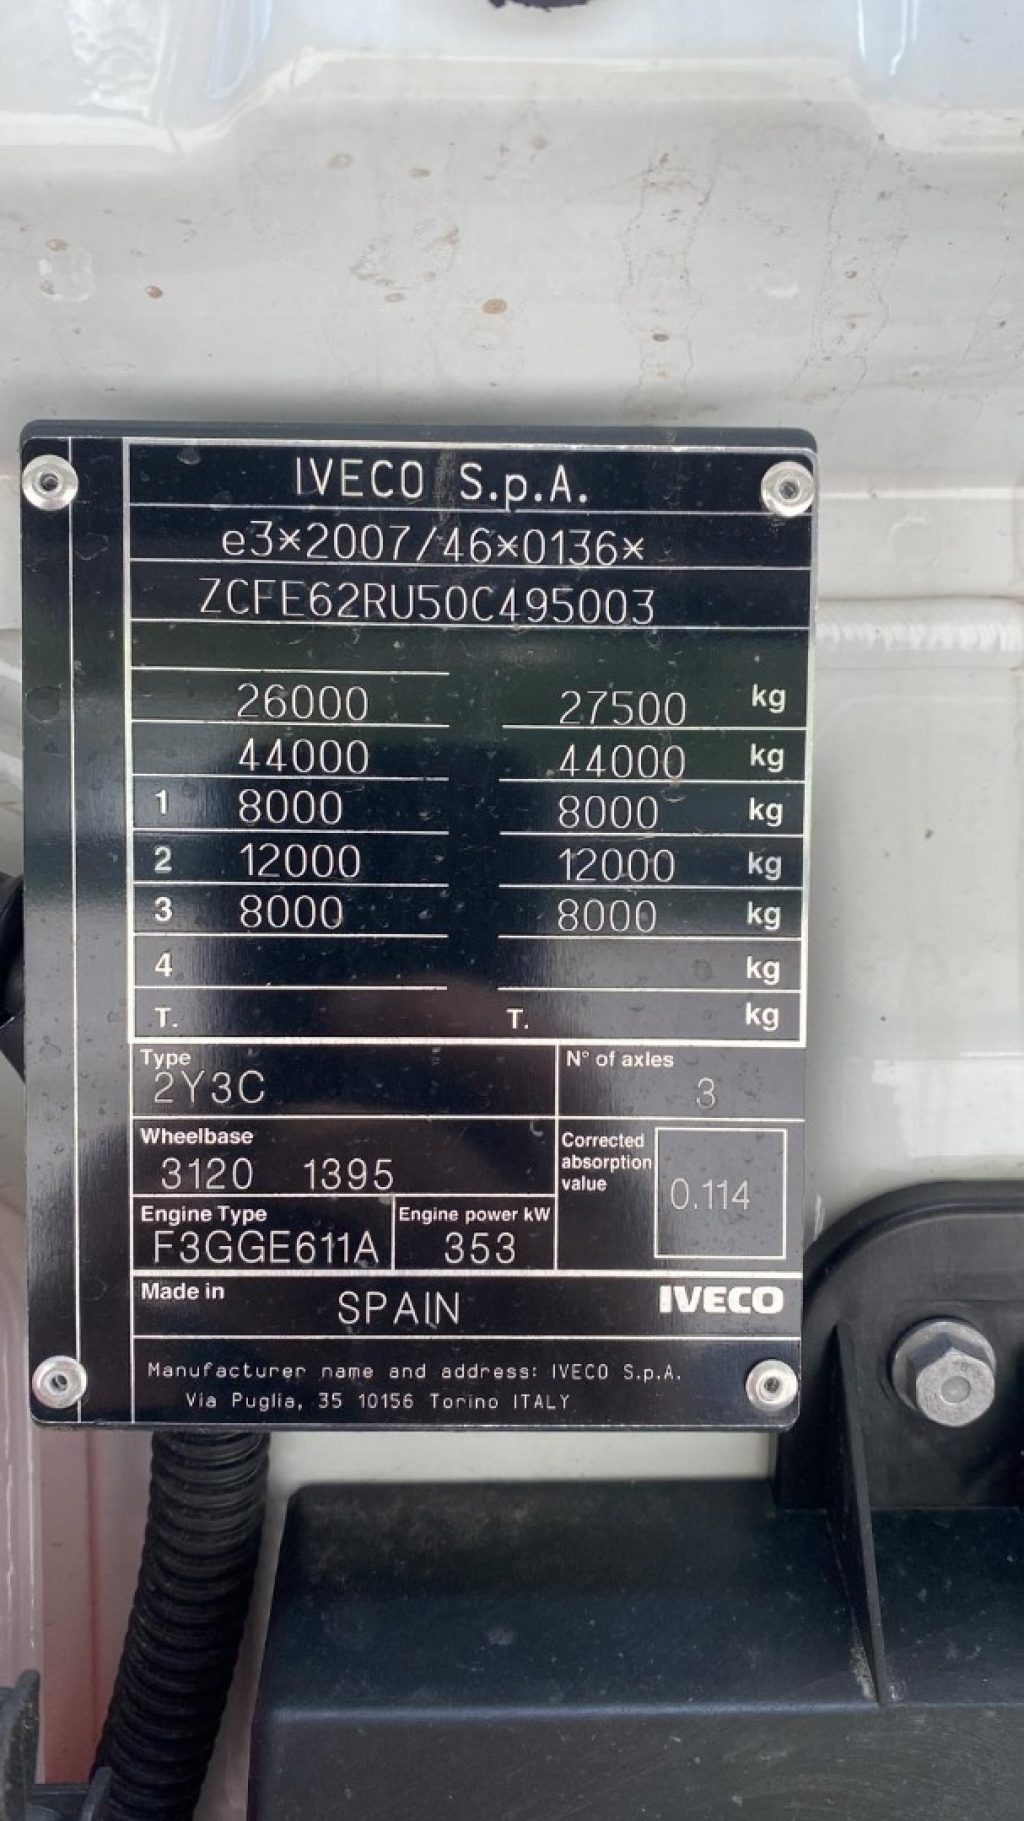 IVECO S.p.A.
e3*2007/46*0136*
ZCFE62RU50C495003
26000 27500 kg
44000 44000 kg
1 8000 8000 kg
2 12000 12000 kg
3 8000 8000 kg
4 kg
T. T. kg
Type
2Y3C
N° of axles
3
Wheelbase
3120 1395
Corrected
absorption
value
0.114
Engine Type
F3GGE611A
Engine power kW
353
Made in
SPAIN
IVECO
Manufacturer name and address: IVECO S.p.A.
Via Puglia, 35 10156 Torino ITALY